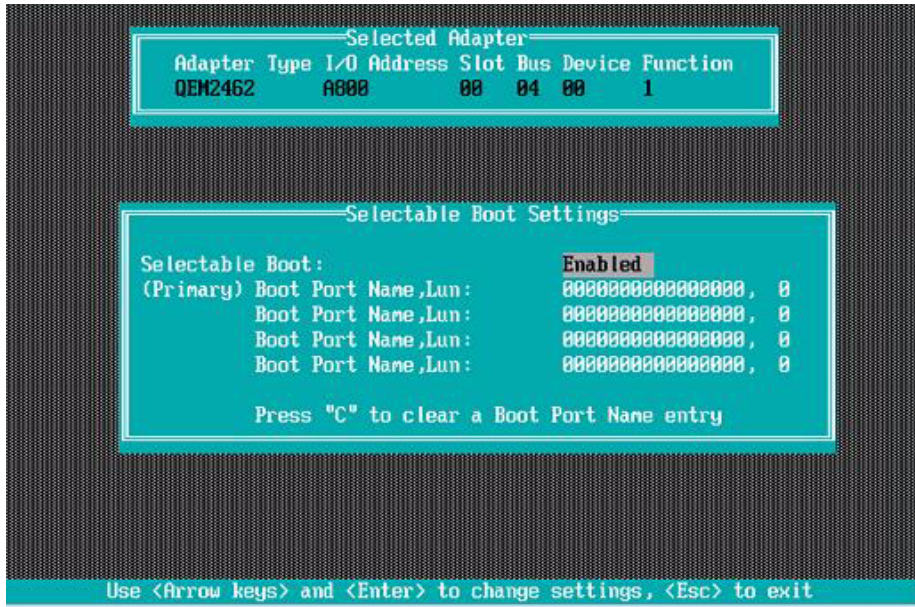 Selected Adapter
Adapter Type I/O Address Slot Bus Device Function
QEM2462 A800 00 04 00 1
Selectable Boot Settings
Selectable Boot: Enabled
(Primary) Boot Port Name,Lun: 0000000000000000, 0
Boot Port Name,Lun: 0000000000000000, 0
Boot Port Name,Lun: 0000000000000000, 0
Boot Port Name,Lun: 0000000000000000, 0
Press "C" to clear a Boot Port Name entry
Use <Arrow keys> and <Enter> to change settings, <Esc> to exit